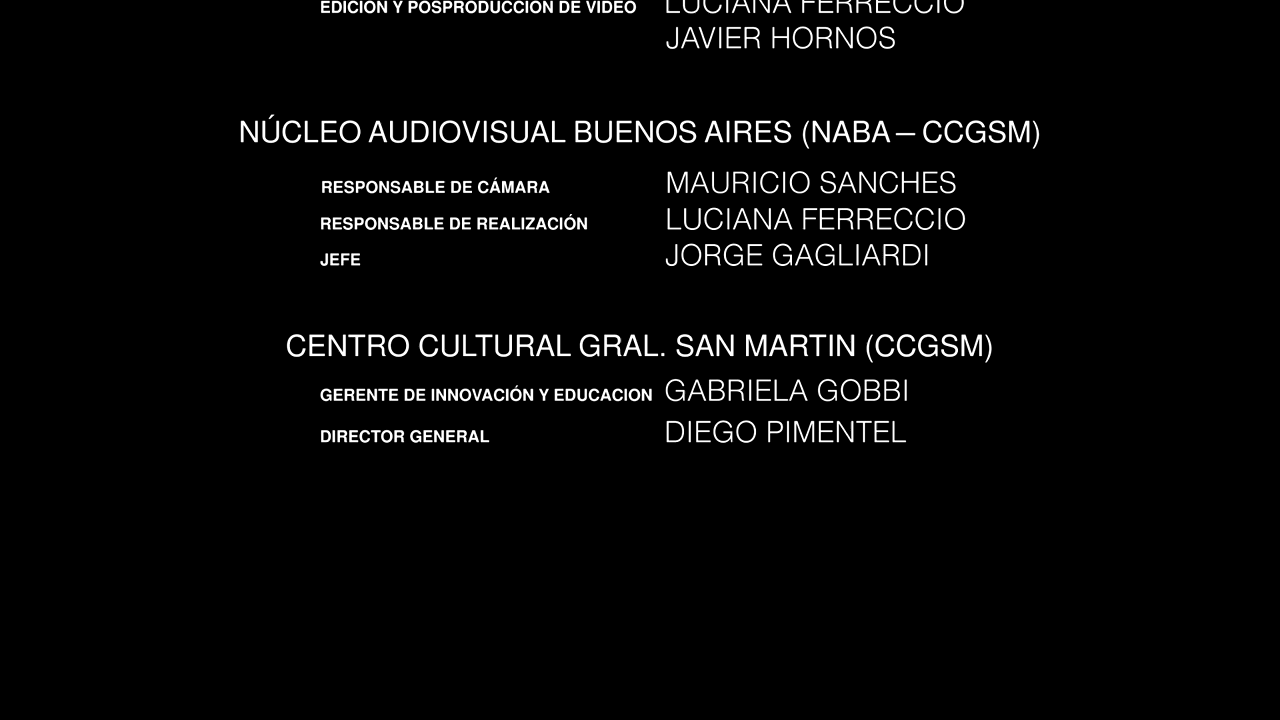 EDICION Y POSPRODUCCION DE VIDEO LUCIANA FERRECCIO
JAVIER HORNOS
NÚCLEO AUDIOVISUAL BUENOS AIRES (NABA – CCGSM)
RESPONSABLE DE CÁMARA MAURICIO SANCHES
RESPONSABLE DE REALIZACIÓN LUCIANA FERRECCIO
JEFE JORGE GAGLIARDI
CENTRO CULTURAL GRAL. SAN MARTIN (CCGSM)
GERENTE DE INNOVACIÓN Y EDUCACION GABRIELA GOBBI
DIRECTOR GENERAL DIEGO PIMENTEL